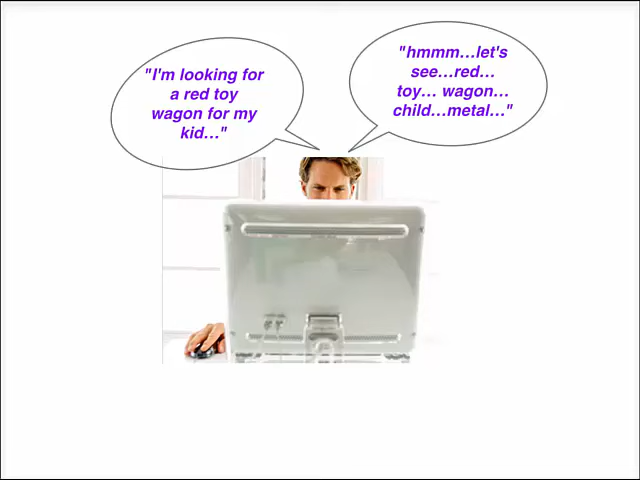 "I'm looking for
a red toy
wagon for my
kid…"
"hmmm…let's
see…red…
toy… wagon…
child…metal…"